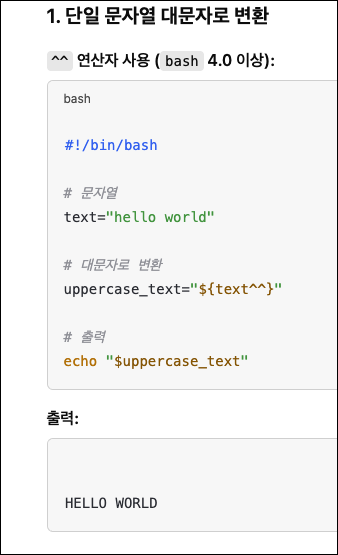 1. 단일 문자열 대문자로 변환
^^ 연산자 사용 (bash 4.0 이상):
bash
#!/bin/bash
# 문자열
text="hello world"
# 대문자로 변환
uppercase_text="${text^^}"
# 출력
echo "$uppercase_text"
출력:
HELLO WORLD